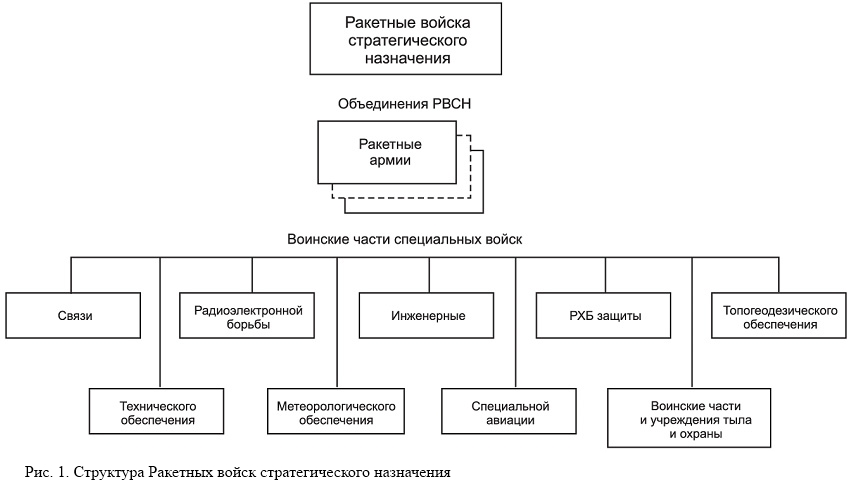 Ракетные войска
стратегического
назначения
Объединения РВСН
Ракетные
армии
Воинские части специальных войск
Связи
Радиоэлектронной
борьбы
Инженерные
РХБ защиты
Топогеодезического
обеспечения
Технического
обеспечения
Метеорологического
обеспечения
Специальной
авиации
Воинские части
и учреждения тыла
и охраны
Рис. 1. Структура Ракетных войск стратегического назначения